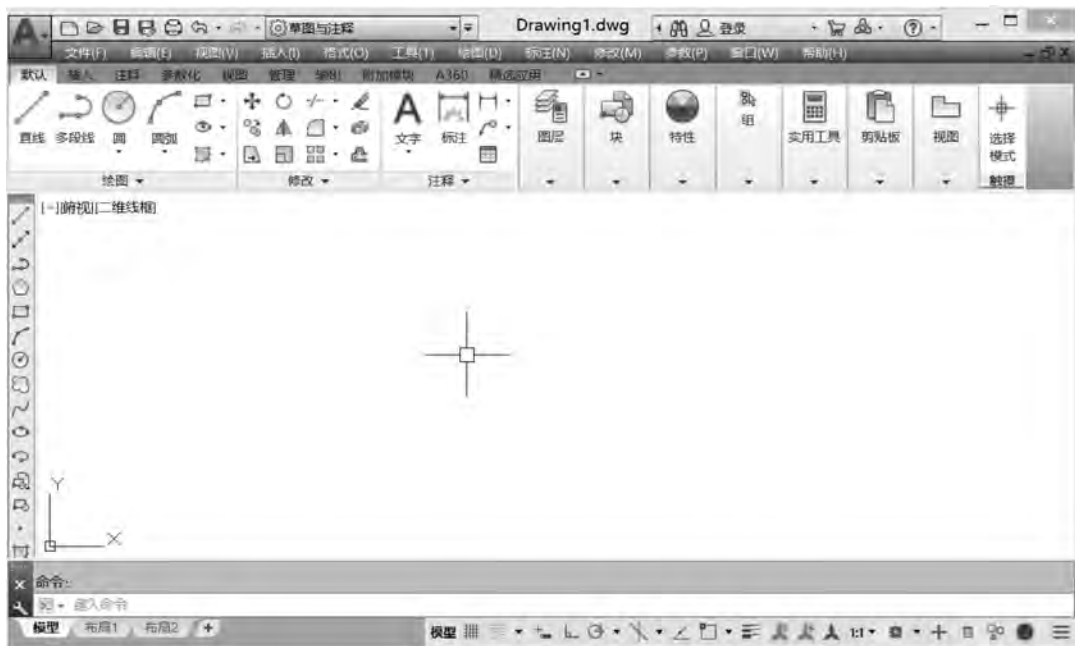 草图与注释 Drawing1.dwg 登录
文件(F) 编辑(E) 视图(V) 插入(I) 格式(O) 工具(T) 绘图(D) 标注(N) 修改(M) 参数(P) 窗口(W) 帮助(H)
默认 插入 注释 参数化 视图 管理 输出 附加模块 A360 精选应用
直线 多段线 圆 圆弧 文字 标注 图层 块 特性 组 实用工具 剪贴板 视图 选择
模式
绘图 修改 注释 触摸
[-][俯视][二维线框]
Y
X
命令:
键入命令
模型 布局1 布局2 + 模型 1:1